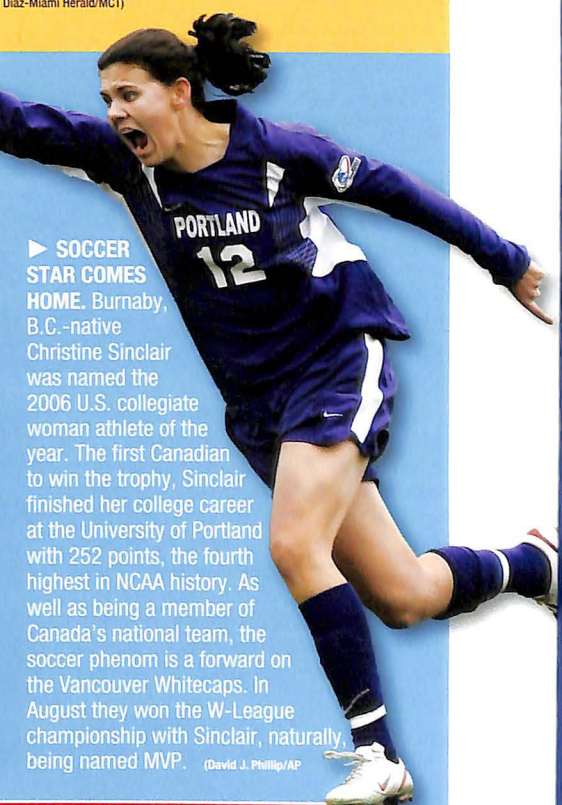 Diaz-Miami Herald/MCT)
PORTLAND
12
▶ SOCCER
STAR COMES
HOME. Burnaby,
B.C.-native
Christine Sinclair
was named the
2006 U.S. collegiate
woman athlete of the
year. The first Canadian
to win the trophy, Sinclair
finished her college career
at the University of Portland
with 252 points, the fourth
highest in NCAA history. As
well as being a member of
Canada's national team, the
soccer phenom is a forward on
the Vancouver Whitecaps. In
August they won the W-League
championship with Sinclair, naturally,
being named MVP. (David J. Phillip/AP